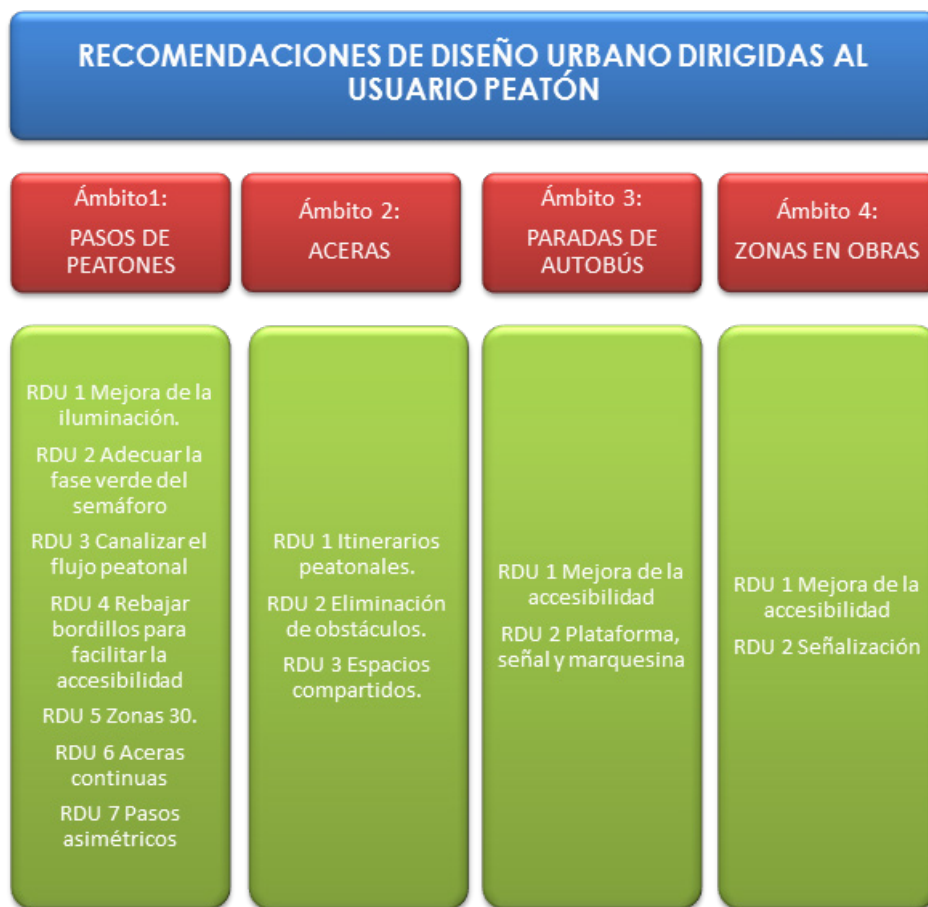 RECOMENDACIONES DE DISEÑO URBANO DIRIGIDAS AL
USUARIO PEATÓN
Ámbito1:
PASOS DE
PEATONES
Ámbito 2:
ACERAS
Ámbito 3:
PARADAS DE
AUTOBÚS
Ámbito 4:
ZONAS EN OBRAS
RDU 1 Mejora de la
iluminación.
RDU 2 Adecuar la
fase verde del
semáforo
RDU 3 Canalizar el
flujo peatonal
RDU 4 Rebajar
bordillos para
facilitar la
accesibilidad
RDU 5 Zonas 30.
RDU 6 Aceras
continuas
RDU 7 Pasos
asimétricos
RDU 1 Itinerarios
peatonales.
RDU 2 Eliminación
de obstáculos.
RDU 3 Espacios
compartidos.
RDU 1 Mejora de la
accesibilidad
RDU 2 Plataforma,
señal y marquesina
RDU 1 Mejora de la
accesibilidad
RDU 2 Señalización